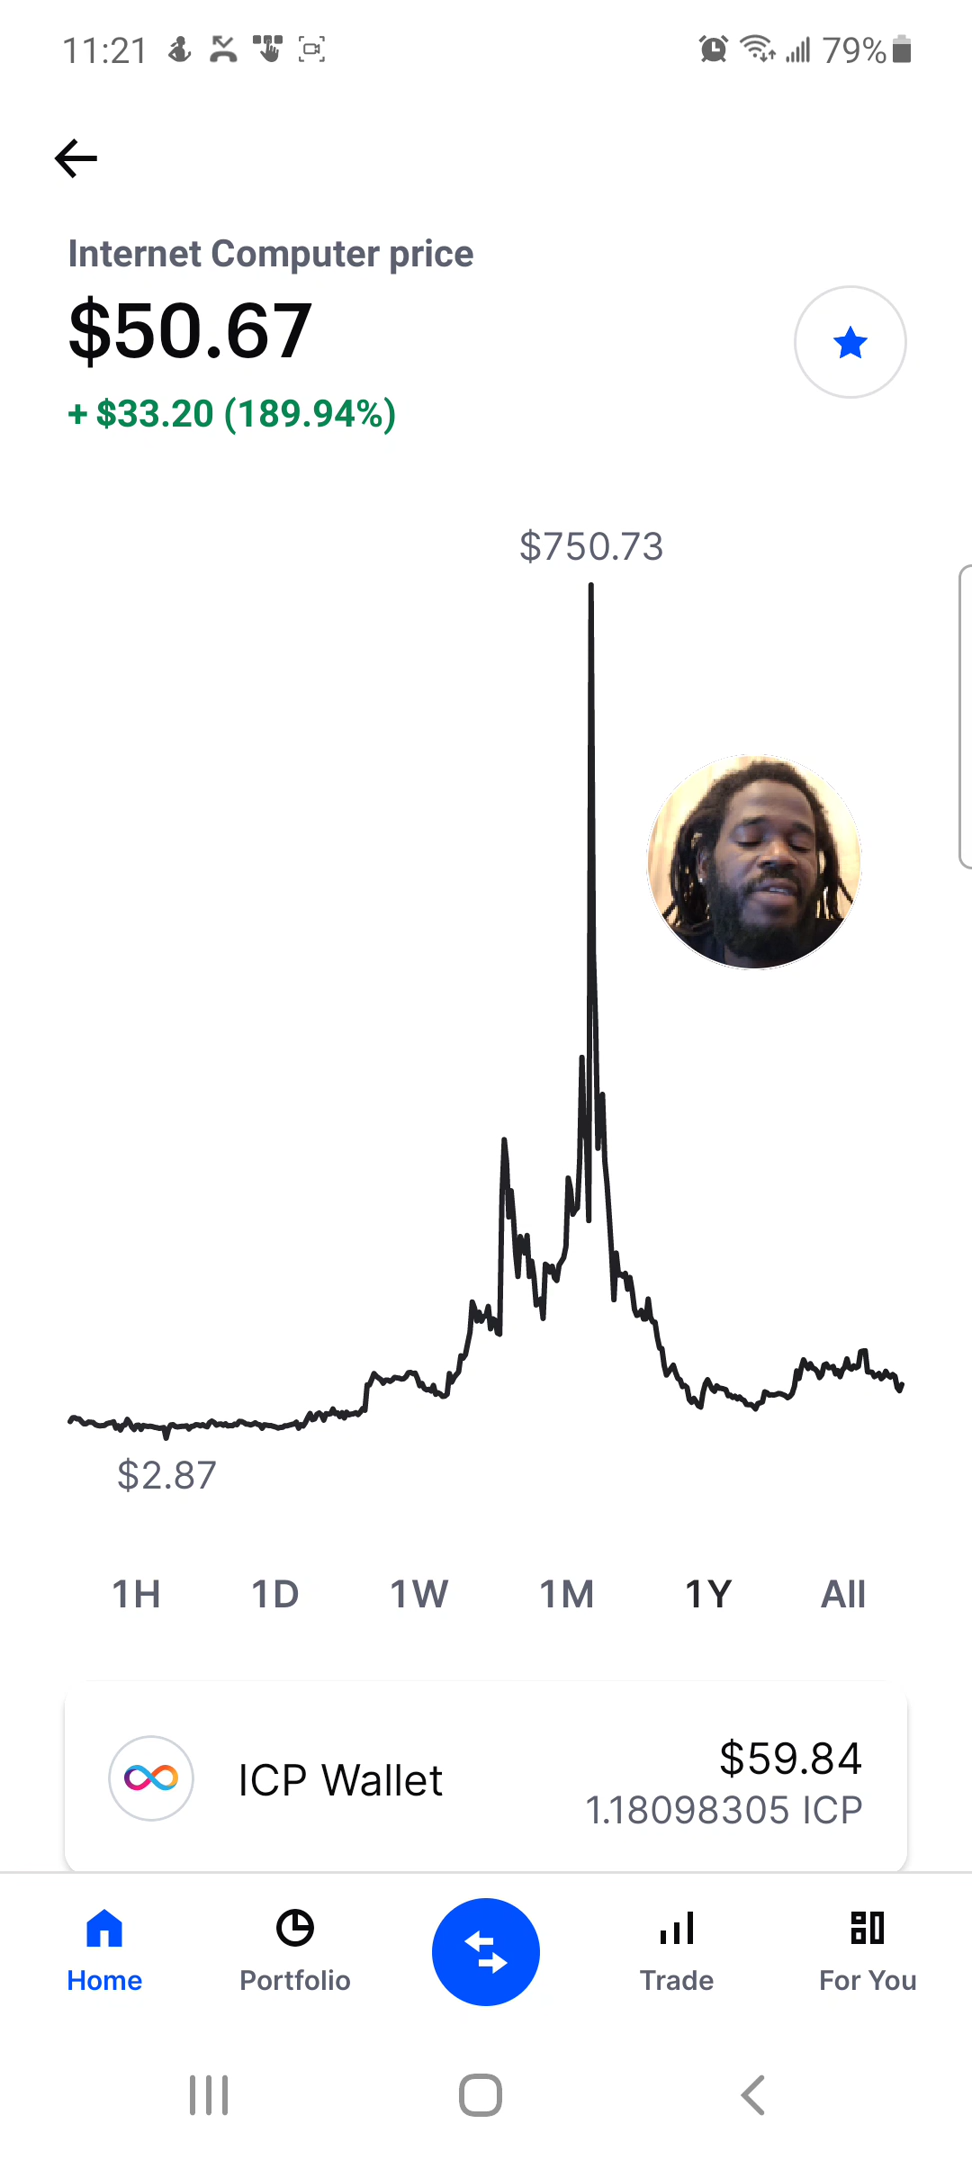 11:21
79%
Internet Computer price
$50.67
+ $33.20 (189.94%)
$750.73
$2.87
1H 1D 1W 1M 1Y All
ICP Wallet
$59.84
1.18098305 ICP
Home Portfolio Trade For You